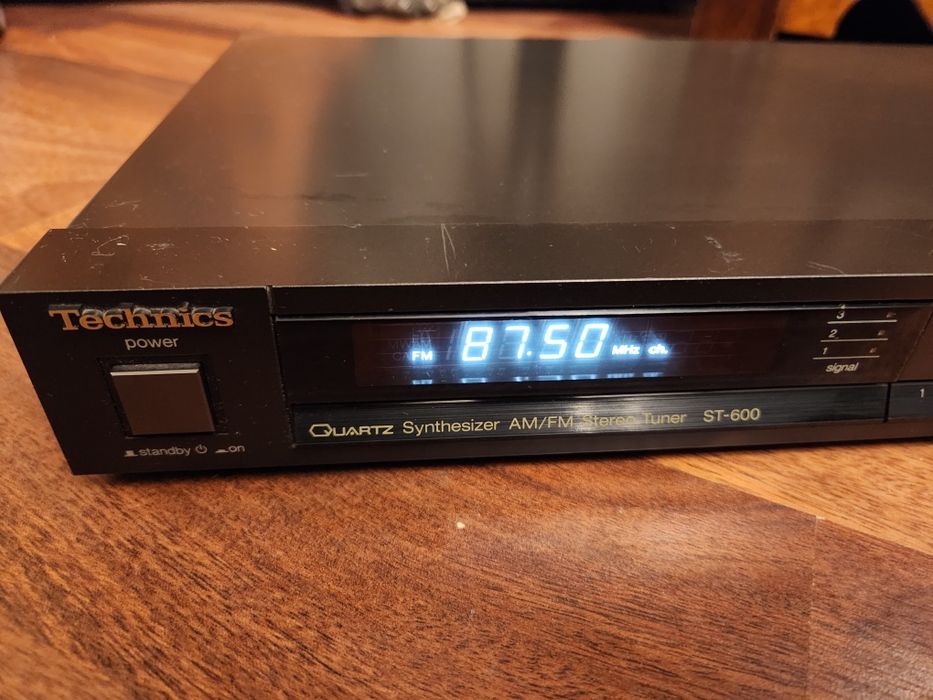 Technics
power
standby on
FM 87.50 MHz ch.
3
2
1
signal
QUARTZ Synthesizer AM/FM Stereo Tuner ST-600
1